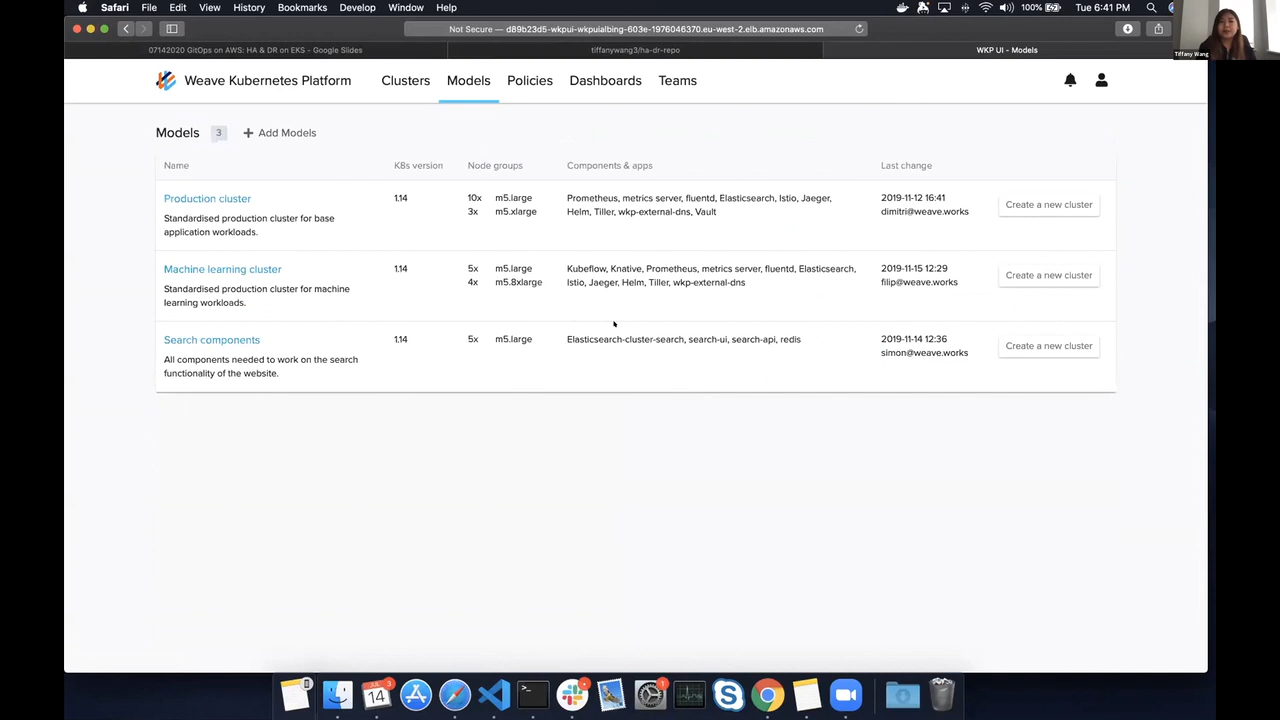 Safari File Edit View History Bookmarks Develop Window Help 100% Tue 6:41 PM
Not Secure — d89b23d5-wkpui-wkpuialbing-603e-1976046370.eu-west-2.elb.amazonaws.com
07142020 GitOps on AWS: HA & DR on EKS - Google Slides tiffanywang3/ha-dr-repo WKP UI - Models
Tiffany Wang
Weave Kubernetes Platform Clusters Models Policies Dashboards Teams
Models 3 + Add Models
Name K8s version Node groups Components & apps Last change
Production cluster 1.14 10x m5.large Prometheus, metrics server, fluentd, Elasticsearch, Istio, Jaeger, 2019-11-12 16:41 Create a new cluster
3x m5.xlarge Helm, Tiller, wkp-external-dns, Vault dimitri@weave.works
Standardised production cluster for base
application workloads.
Machine learning cluster 1.14 5x m5.large Kubeflow, Knative, Prometheus, metrics server, fluentd, Elasticsearch, 2019-11-15 12:29 Create a new cluster
4x m5.8xlarge Istio, Jaeger, Helm, Tiller, wkp-external-dns filip@weave.works
Standardised production cluster for machine
learning workloads.
Search components 1.14 5x m5.large Elasticsearch-cluster-search, search-ui, search-api, redis 2019-11-14 12:36 Create a new cluster
simon@weave.works
All components needed to work on the search
functionality of the website.
JUL 3 1
14